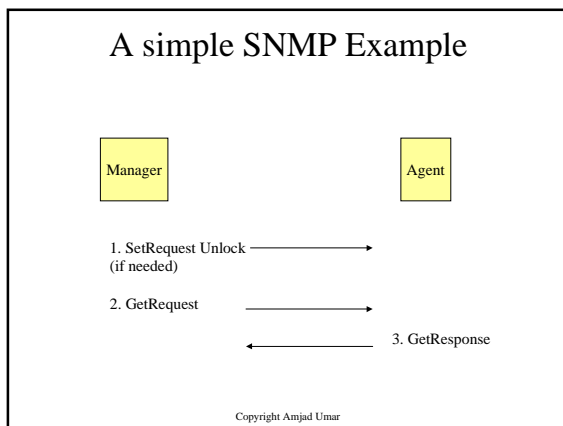 A simple SNMP Example
Manager
Agent
1. SetRequest Unlock
(if needed)
2. GetRequest
3. GetResponse
Copyright Amjad Umar